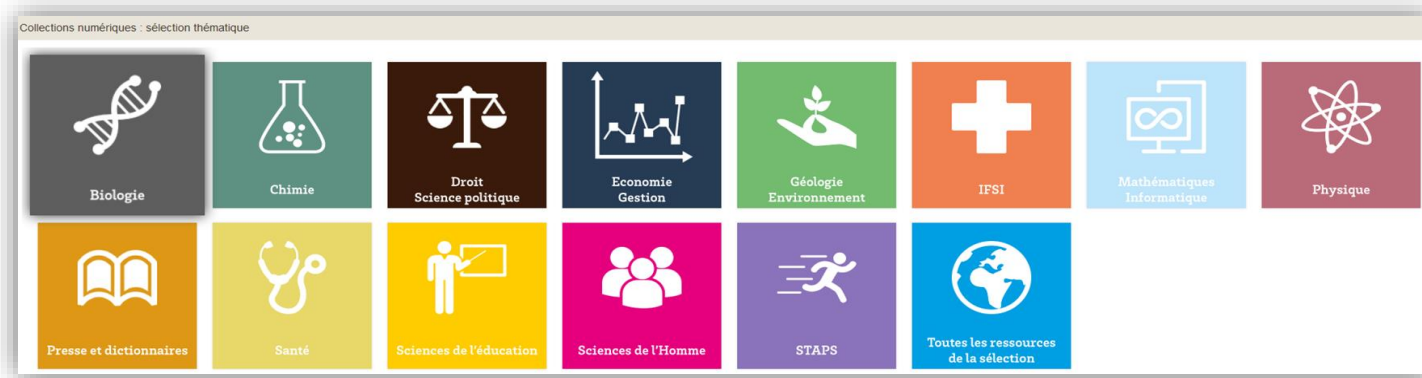 Collections numériques : sélection thématique
Biologie
Chimie
Droit
Science politique
Economie
Gestion
Géologie
Environnement
IFSI
Mathématiques
Informatique
Physique
Presse et dictionnaires
Santé
Sciences de l'éducation
Sciences de l'Homme
STAPS
Toutes les ressources
de la sélection